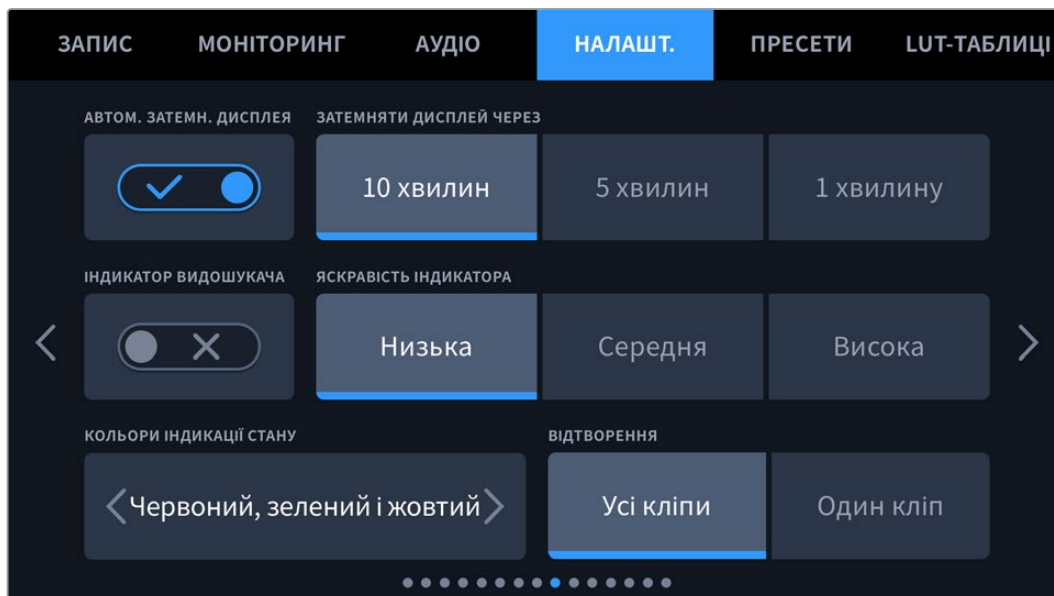 ЗАПИС МОНІТОРИНГ АУДІО НАЛАШТ. ПРЕСЕТИ LUT-ТАБЛИЦІ
АВТОМ. ЗАТЕМН. ДИСПЛЕЯ ЗАТЕМНЯТИ ДИСПЛЕЙ ЧЕРЕЗ
10 хвилин 5 хвилин 1 хвилину
ІНДИКАТОР ВИДОШУКАЧА ЯСКРАВІСТЬ ІНДИКАТОРА
Низька Середня Висока
КОЛЬОРИ ІНДИКАЦІЇ СТАНУ ВІДТВОРЕННЯ
Червоний, зелений і жовтий Усі кліпи Один кліп